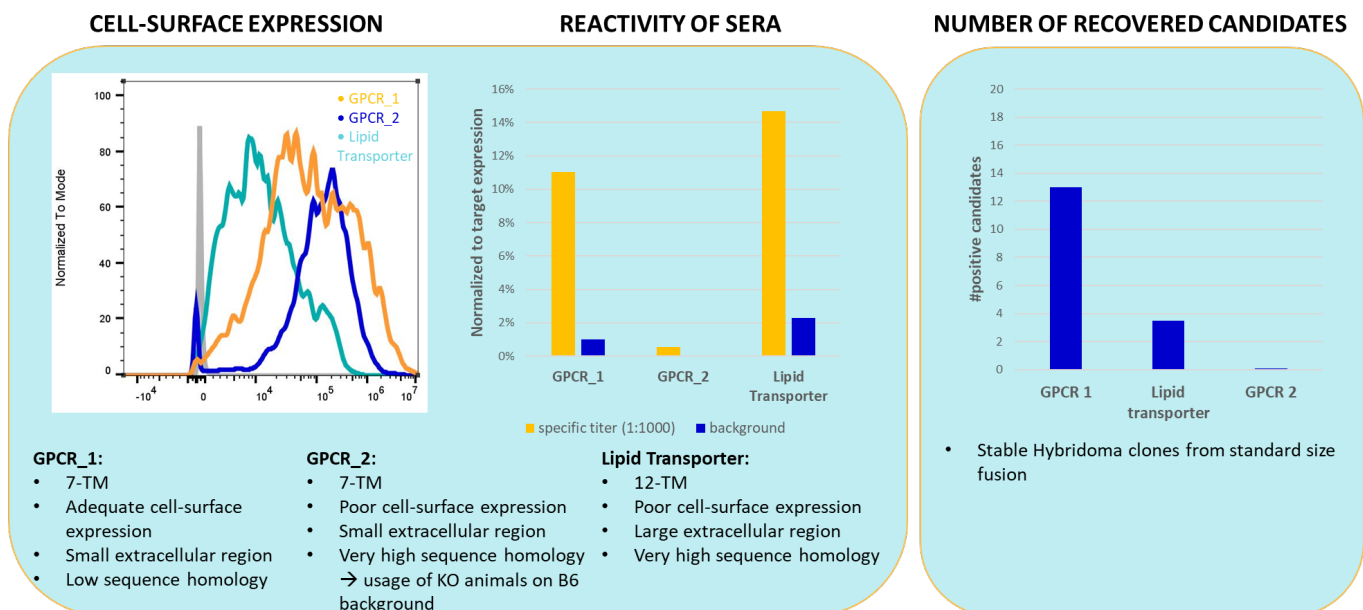 CELL-SURFACE EXPRESSION
REACTIVITY OF SERA
NUMBER OF RECOVERED CANDIDATES
Normalized To Mode
100
80
60
40
20
0
-10^4
0
10^4
10^5
10^6
10^7
GPCR_1
GPCR_2
Lipid
Transporter
Normalized to target expression
16%
14%
12%
10%
8%
6%
4%
2%
0%
GPCR_1
GPCR_2
Lipid
Transporter
specific titer (1:1000)
background
#positive candidates
20
18
16
14
12
10
8
6
4
2
0
GPCR 1
Lipid
transporter
GPCR 2
GPCR_1:
• 7-TM
• Adequate cell-surface
expression
• Small extracellular region
• Low sequence homology
GPCR_2:
• 7-TM
• Poor cell-surface expression
• Small extracellular region
• Very high sequence homology
→ usage of KO animals on B6
background
Lipid Transporter:
• 12-TM
• Poor cell-surface expression
• Large extracellular region
• Very high sequence homology
• Stable Hybridoma clones from standard size
fusion